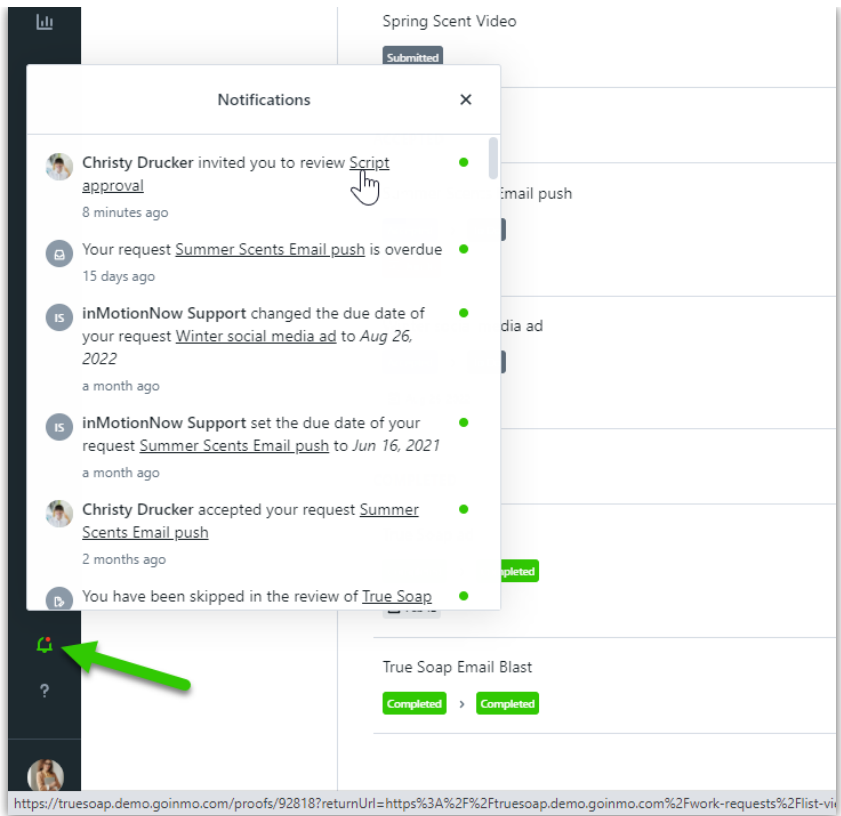 Spring Scent Video
Submitted
Notifications
Christy Drucker invited you to review Script
approval
8 minutes ago
Your request Summer Scents Email push is overdue
15 days ago
IS
inMotionNow Support changed the due date of
your request Winter social media ad to Aug 26,
2022
a month ago
IS
inMotionNow Support set the due date of your
request Summer Scents Email push to Jun 16, 2021
a month ago
Christy Drucker accepted your request Summer
Scents Email push
2 months ago
You have been skipped in the review of True Soap
Email push
dia ad
pleted
?
True Soap Email Blast
Completed > Completed
https://truesoap.demo.goinmo.com/proofs/92818?returnUrl=https%3A%2F%2Ftruesoap.demo.goinmo.com%2Fwork-requests%2Flist-vi